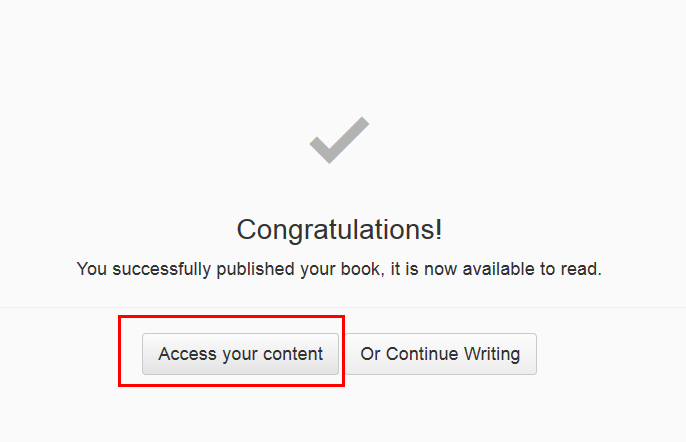 Congratulations!
You successfully published your book, it is now available to read.
Access your content
Or Continue Writing